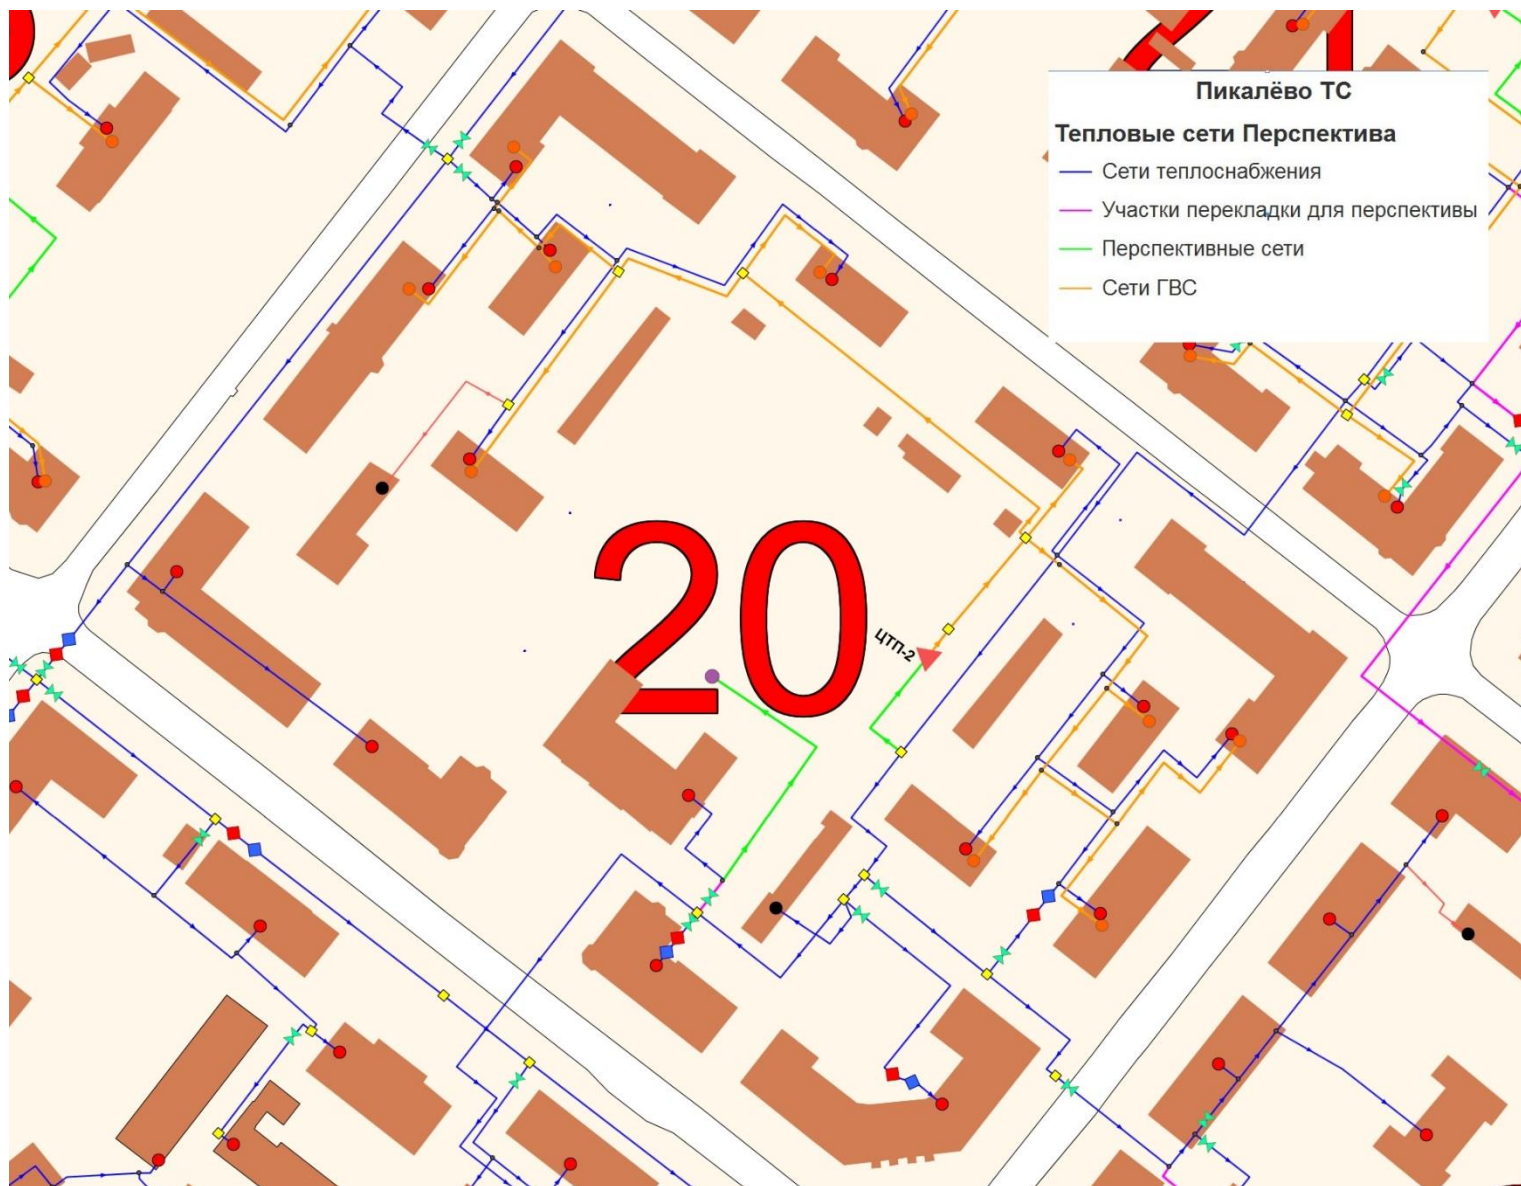 Пикалёво ТС
Тепловые сети Перспектива
Сети теплоснабжения
Участки перекладки для перспективы
Перспективные сети
Сети ГВС
20
ЦТП-2